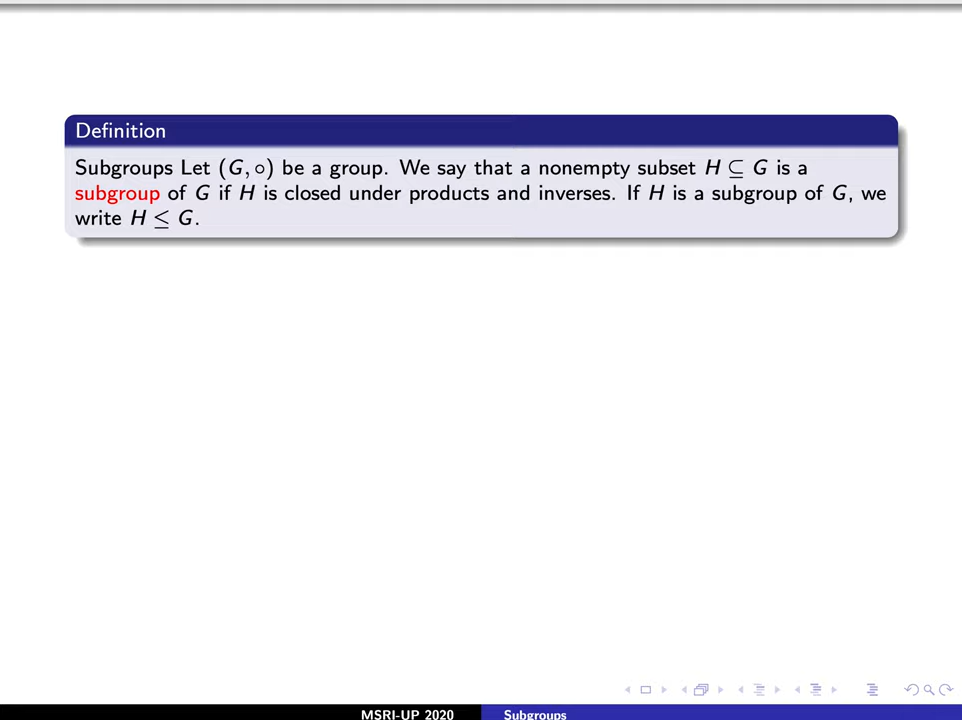 Definition
Subgroups Let (G, ∘) be a group. We say that a nonempty subset H ⊆ G is a
subgroup of G if H is closed under products and inverses. If H is a subgroup of G, we
write H ≤ G.
MSRI-UP 2020 Subgroups